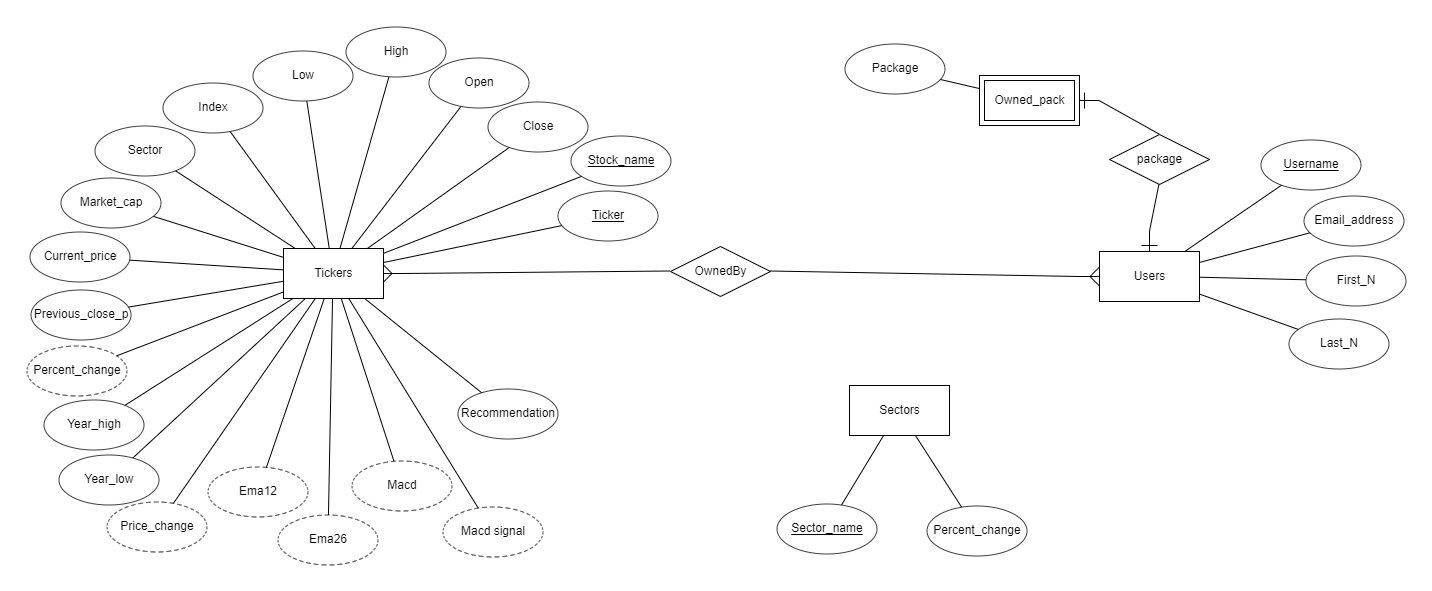 High
Low
Open
Package
Index
Owned_pack
Close
Sector
Stock_name
package
Username
Market_cap
Ticker
Email_address
Current_price
Tickers
OwnedBy
Users
First_N
Previous_close_p
Last_N
Percent_change
Recommendation
Sectors
Year_high
Year_low
Ema12
Macd
Price_change
Ema26
Macd signal
Sector_name
Percent_change